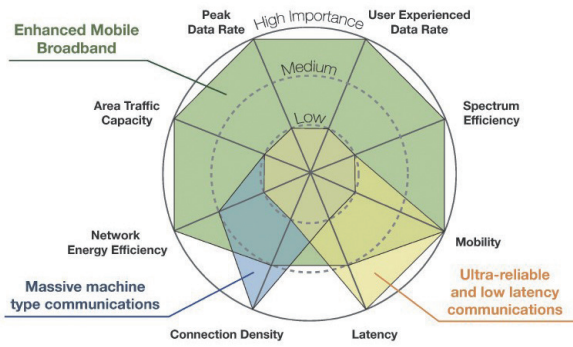 Enhanced Mobile
Broadband
Peak
Data Rate
High Importance
User Experienced
Data Rate
Medium
Low
Area Traffic
Capacity
Spectrum
Efficiency
Network
Energy Efficiency
Mobility
Massive machine
type communications
Ultra-reliable
and low latency
communications
Connection Density
Latency